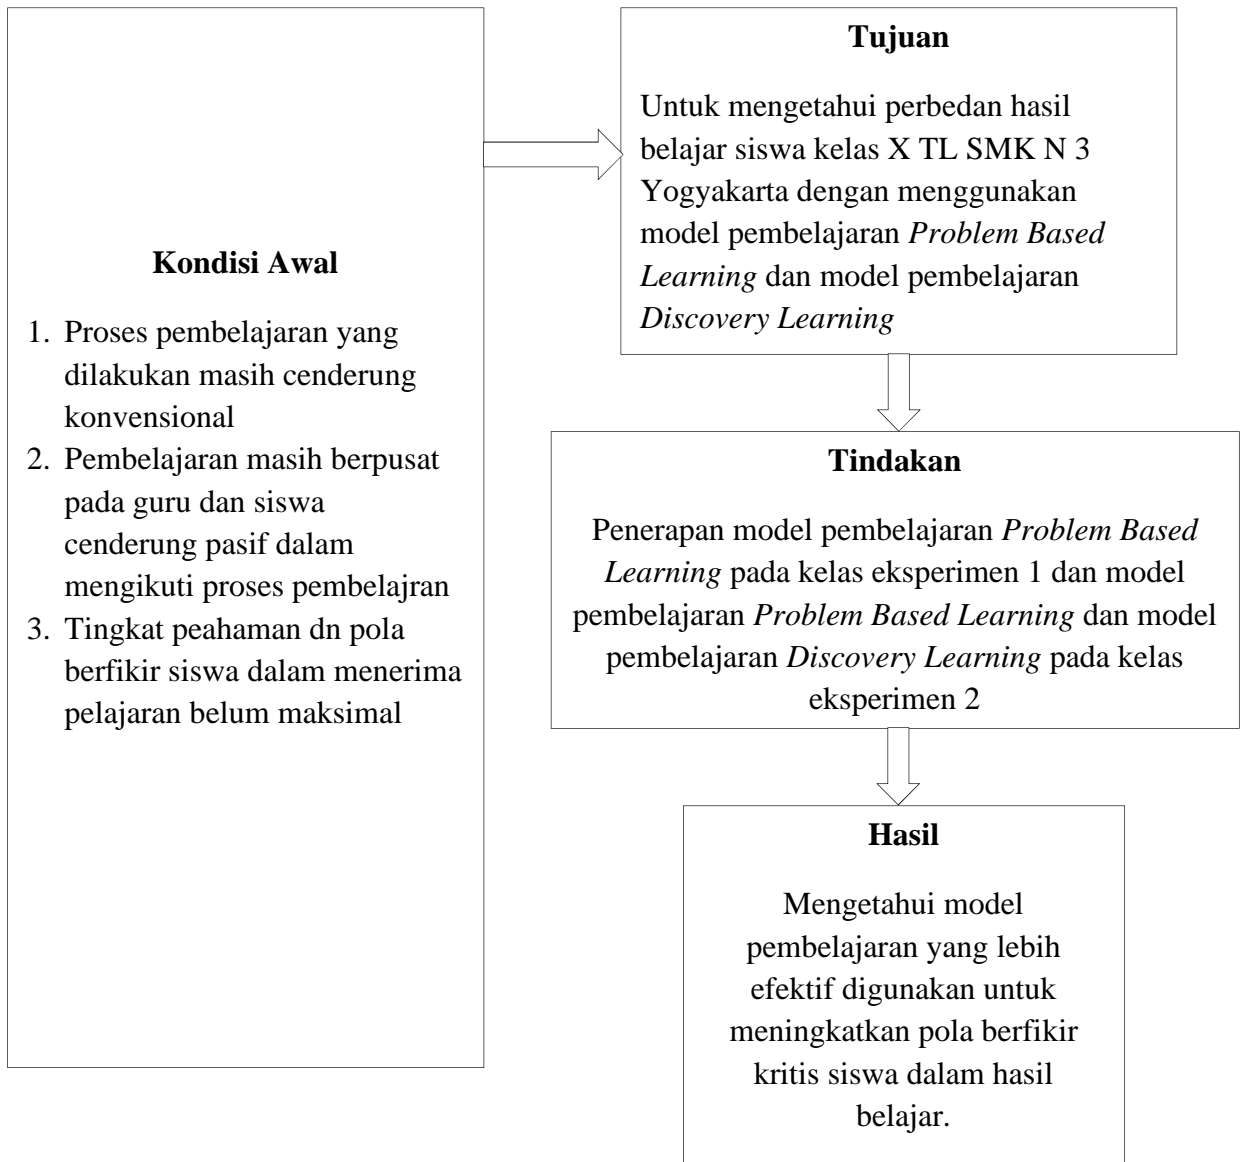 Kondisi Awal
1. Proses pembelajaran yang
dilakukan masih cenderung
konvensional
2. Pembelajaran masih berpusat
pada guru dan siswa
cenderung pasif dalam
mengikuti proses pembelajran
3. Tingkat peahaman dn pola
berfikir siswa dalam menerima
pelajaran belum maksimal
Tujuan
Untuk mengetahui perbedan hasil
belajar siswa kelas X TL SMK N 3
Yogyakarta dengan menggunakan
model pembelajaran Problem Based
Learning dan model pembelajaran
Discovery Learning
Tindakan
Penerapan model pembelajaran Problem Based
Learning pada kelas eksperimen 1 dan model
pembelajaran Problem Based Learning dan model
pembelajaran Discovery Learning pada kelas
eksperimen 2
Hasil
Mengetahui model
pembelajaran yang lebih
efektif digunakan untuk
meningkatkan pola berfikir
kritis siswa dalam hasil
belajar.